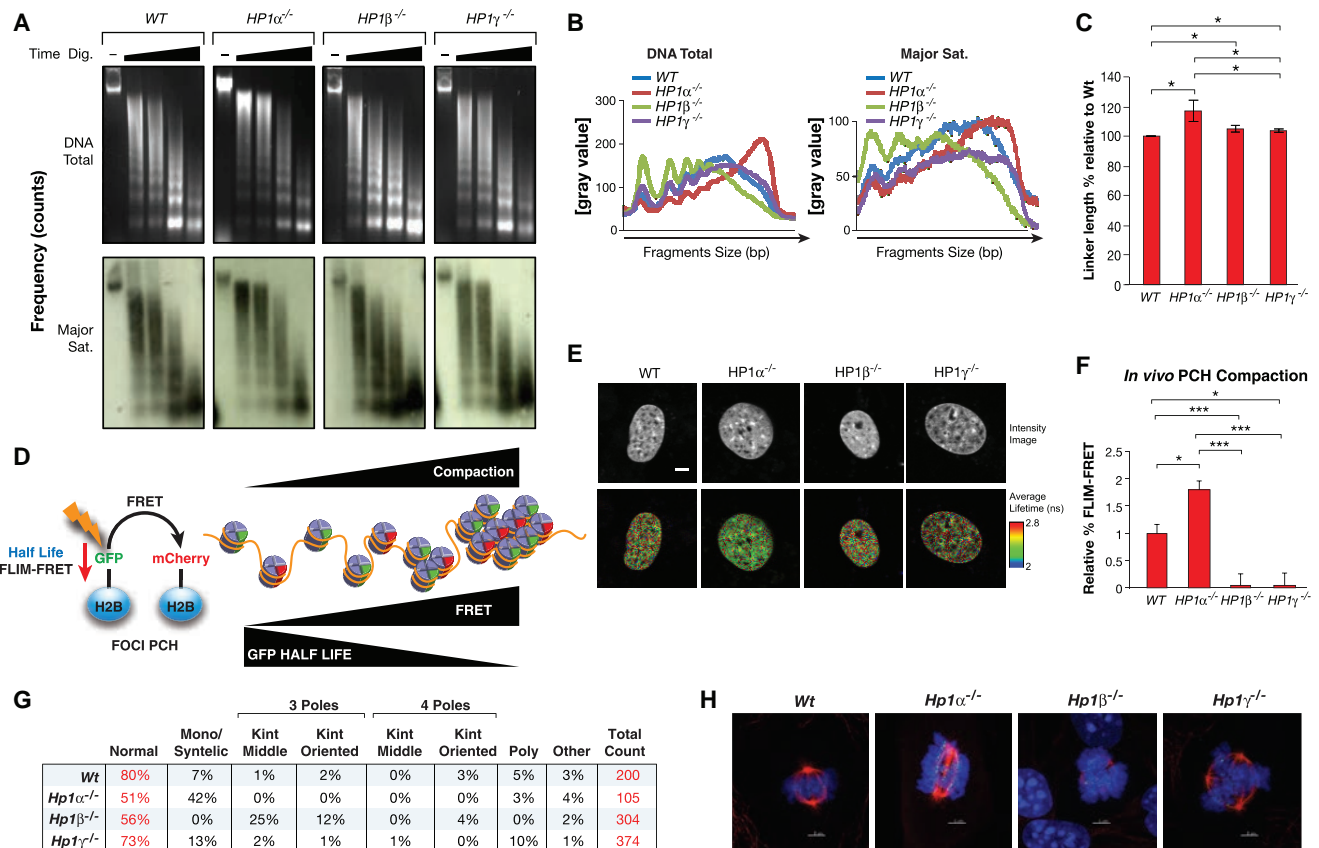 A
WT
HP1α-/-
HP1β-/-
HP1γ -/-
Time Dig.
–
–
–
–
Frequency (counts)
DNA
Total
Major
Sat.
B
DNA Total
WT
HP1α-/-
HP1β-/-
HP1γ -/-
[gray value]
300
200
100
0
Fragments Size (bp)
Major Sat.
WT
HP1α-/-
HP1β-/-
HP1γ -/-
[gray value]
100
50
0
Fragments Size (bp)
C
*
*
*
*
*
Linker length % relative to Wt
140
120
100
80
60
40
20
0
WT
HP1α-/-
HP1β-/-
HP1γ -/-
D
Compaction
FRET
Half Life
FLIM-FRET
GFP
mCherry
H2B
H2B
FOCI PCH
FRET
GFP HALF LIFE
E
WT
HP1α-/-
HP1β-/-
HP1γ-/-
Intensity
Image
Average
Lifetime (ns)
2.8
2
F
In vivo PCH Compaction
*
***
***
***
*
Relative % FLIM-FRET
2.5
2
1.5
1
0.5
0
WT
HP1α-/-
HP1β-/-
HP1γ-/-
G
3 Poles
4 Poles
Normal
Mono/
Syntelic
Kint
Middle
Kint
Oriented
Kint
Middle
Kint
Oriented
Poly
Other
Total
Count
Wt 80% 7% 1% 2% 0% 3% 5% 3% 200
Hp1α-/- 51% 42% 0% 0% 0% 0% 3% 4% 105
Hp1β-/- 56% 0% 25% 12% 0% 4% 0% 2% 304
Hp1γ-/- 73% 13% 2% 1% 1% 0% 10% 1% 374
H
Wt
Hp1α-/-
Hp1β-/-
Hp1γ-/-